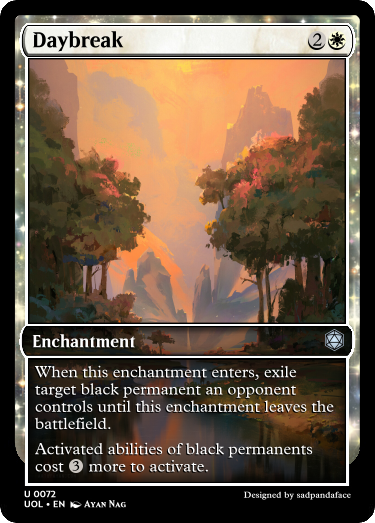 Daybreak 2
Enchantment
When this enchantment enters, exile
target black permanent an opponent
controls until this enchantment leaves the
battlefield.
Activated abilities of black permanents
cost 3 more to activate.
U 0072
UOL • EN Ayan Nag
Designed by sadpandaface